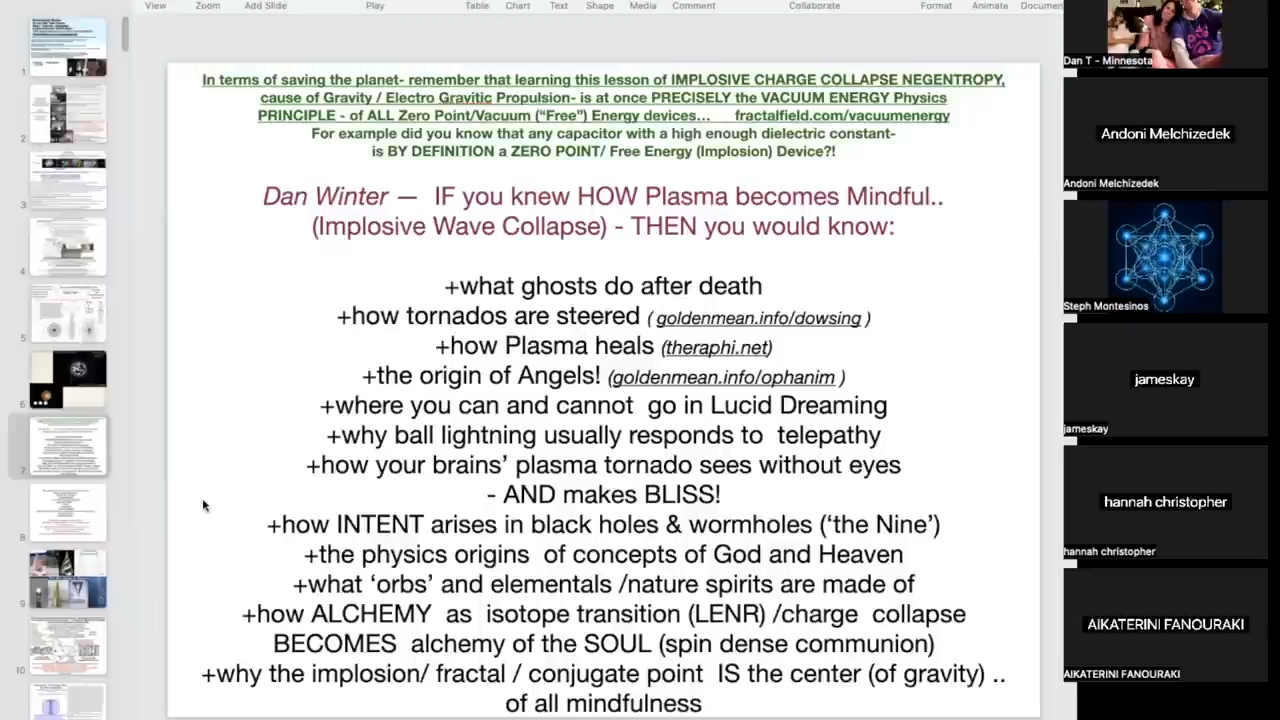 View Zoom Add Slide Play Table Chart Text Shape Media Comment Collaborate Format Animate Documen
In terms of saving the planet- remember that learning this lesson of IMPLOSIVE CHARGE COLLAPSE NEGENTROPY,
cause of Gravity / Electro Gravitic Propulsion- is at once PRECISELY the VACUUM ENERGY Physics
PRINCIPLE - of ALL Zero Point/Vacuum (“Free”) Energy devices... fractalfield.com/vacuumenergy
For example did you know that any capacitor with a high enough dielectric constant-
is BY DEFINITION a ZERO POINT/ Free Energy (Implosion) Device?!
Dan Winter — IF you knew HOW Plasma becomes Mindful..
(Implosive Wave Collapse) - THEN you would know:
+what ghosts do after death
+how tornados are steered ( goldenmean.info/dowsing )
+how Plasma heals (theraphi.net)
+the origin of Angels! (goldenmean.info/ophanim )
+where you can and cannot go in Lucid Dreaming
+why ball lightning usually responds to telepathy
+how your brains plasma tornado sees without eyes
- AND makes BLISS!
+how INTENT arises in black holes & wormholes (‘the Nine’)
+the physics origins of concepts of God and Heaven
+what ‘orbs’ and elementals /nature spirits are made of
+how ALCHEMY as isotope transition (LENR) /charge collapse
BECOMES alchemy of the SOUL (spin dense communion)
+why the implosion/ fractal / conjugate point IS the center (of gravity) ..
of all mindfulness
1
2
3
4
5
6
7
8
9
10
Dan T - Minnesota
Andoni Melchizedek
Andoni Melchizedek
Steph Montesinos
jameskay
jameskay
hannah christopher
hannah christopher
AIKATERINI FANOURAKI
AIKATERINI FANOURAKI